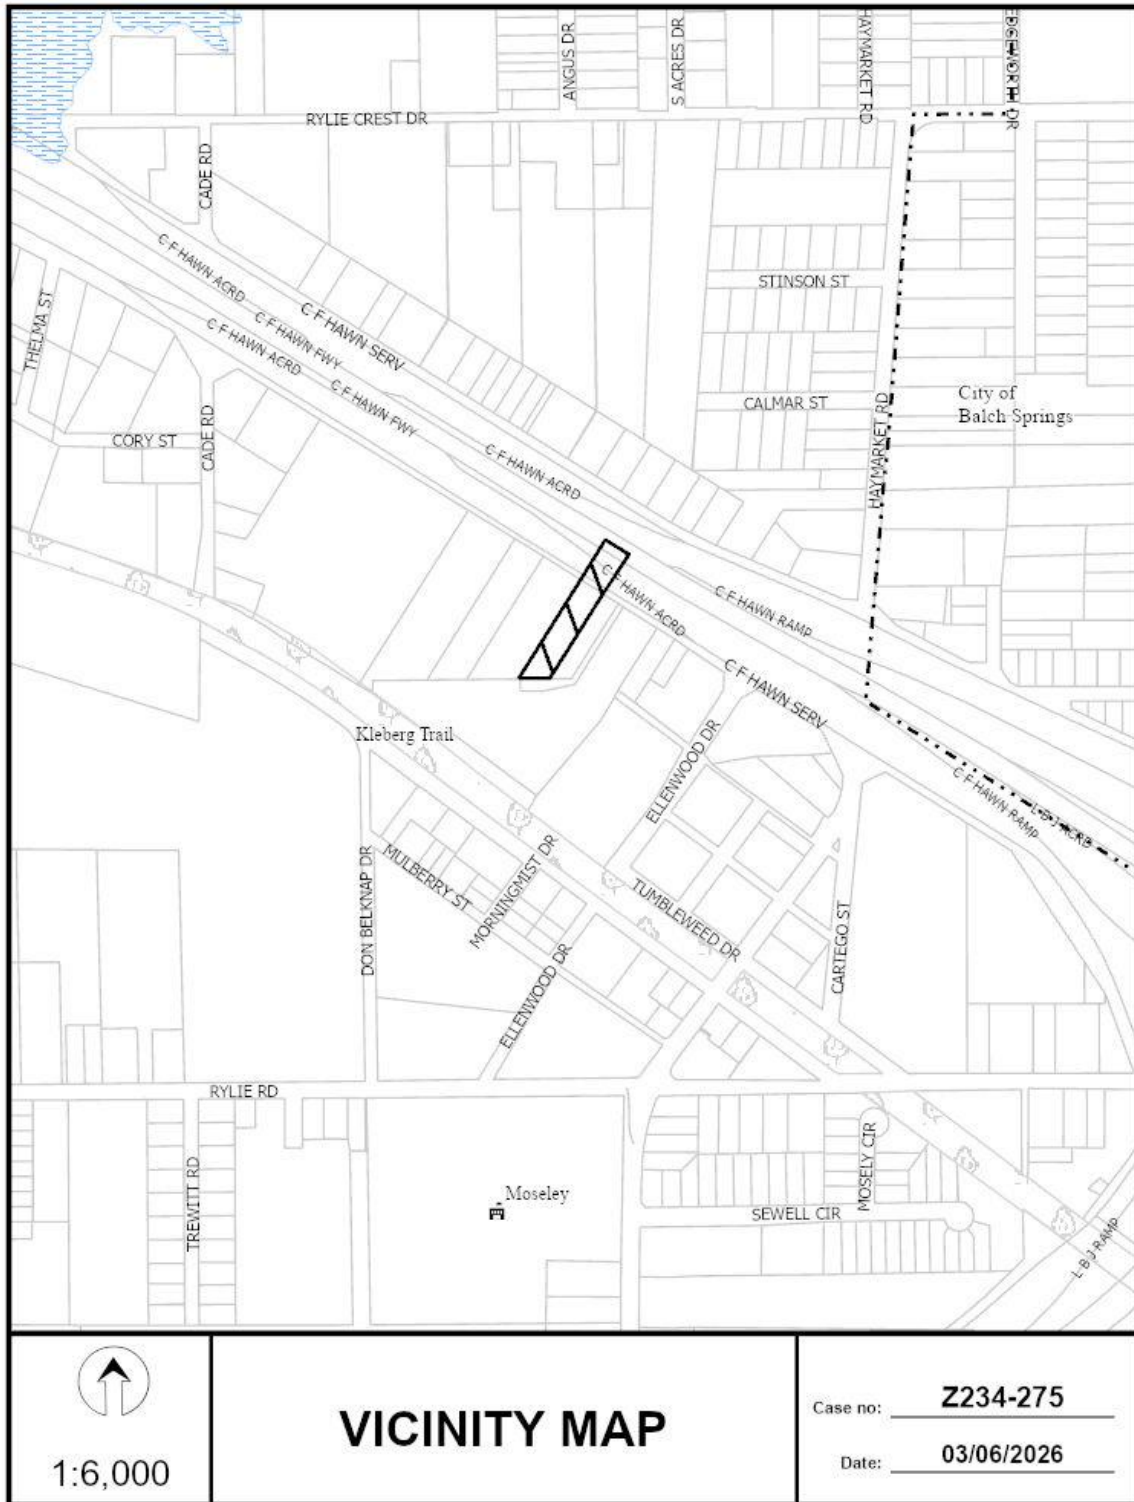 ANGUS DR
S ACRES DR
HAYMARKET RD
EDGEWORTH DR
RYLIE CREST DR
CADE RD
C F HAWN ACRD
C F HAWN FWY
C F HAWN SERV
STINSON ST
THELMA ST
C F HAWN ACRD
C F HAWN FWY
CALMAR ST
City of
Balch Springs
HAYMARKET RD
CORY ST
CADE RD
C F HAWN ACRD
C F HAWN ACRD
C F HAWN RAMP
C F HAWN SERV
Kleberg Trail
ELLENWOOD DR
C F HAWN RAMP
L B J ACRD
MULBERRY ST
MORNINGMIST DR
DON BELKNAP DR
TUMBLEWEED DR
CARTEGO ST
ELLENWOOD DR
RYLIE RD
MOSELY CIR
TREWITT RD
Moseley
SEWELL CIR
L B J RAMP
1:6,000
VICINITY MAP
Case no: Z234-275
Date: 03/06/2026